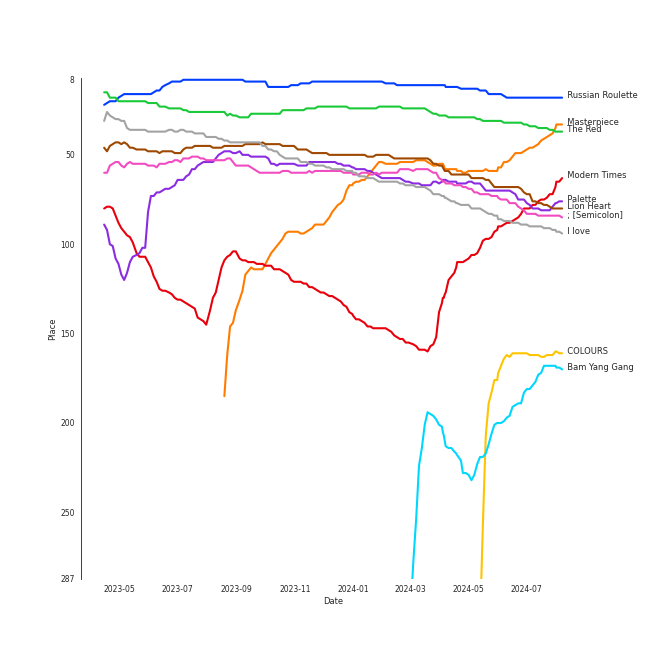 8
50
100
150
200
250
287
Place
2023-05
2023-07
2023-09
2023-11
2024-01
2024-03
2024-05
2024-07
Date
Russian Roulette
Masterpiece
The Red
Modern Times
Palette
Lion Heart
; [Semicolon]
I love
COLOURS
Bam Yang Gang